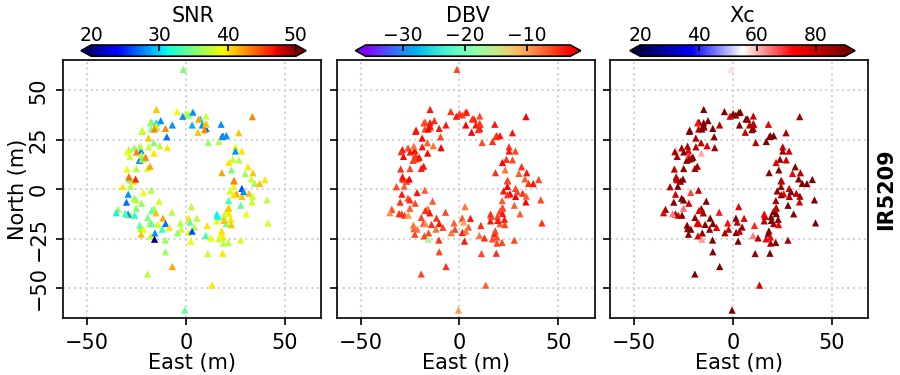 SNR DBV Xc
20 30 40 50 −30 −20 −10 20 40 60 80
50
25
0
−25
−50
North (m)
−50 0 50 −50 0 50 −50 0 50
East (m) East (m) East (m)
IR5209